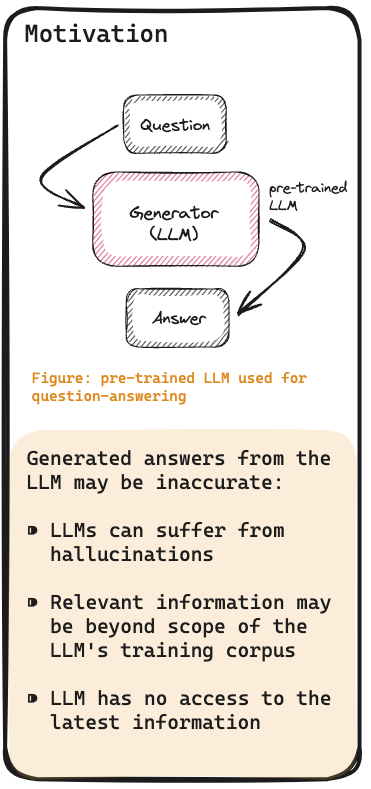 Motivation
Question
Generator
(LLM)
pre-trained
LLM
Answer
Figure: pre-trained LLM used for
question-answering
Generated answers from the
LLM may be inaccurate:
LLMs can suffer from
hallucinations
Relevant information may
be beyond scope of the
LLM's training corpus
LLM has no access to the
latest information